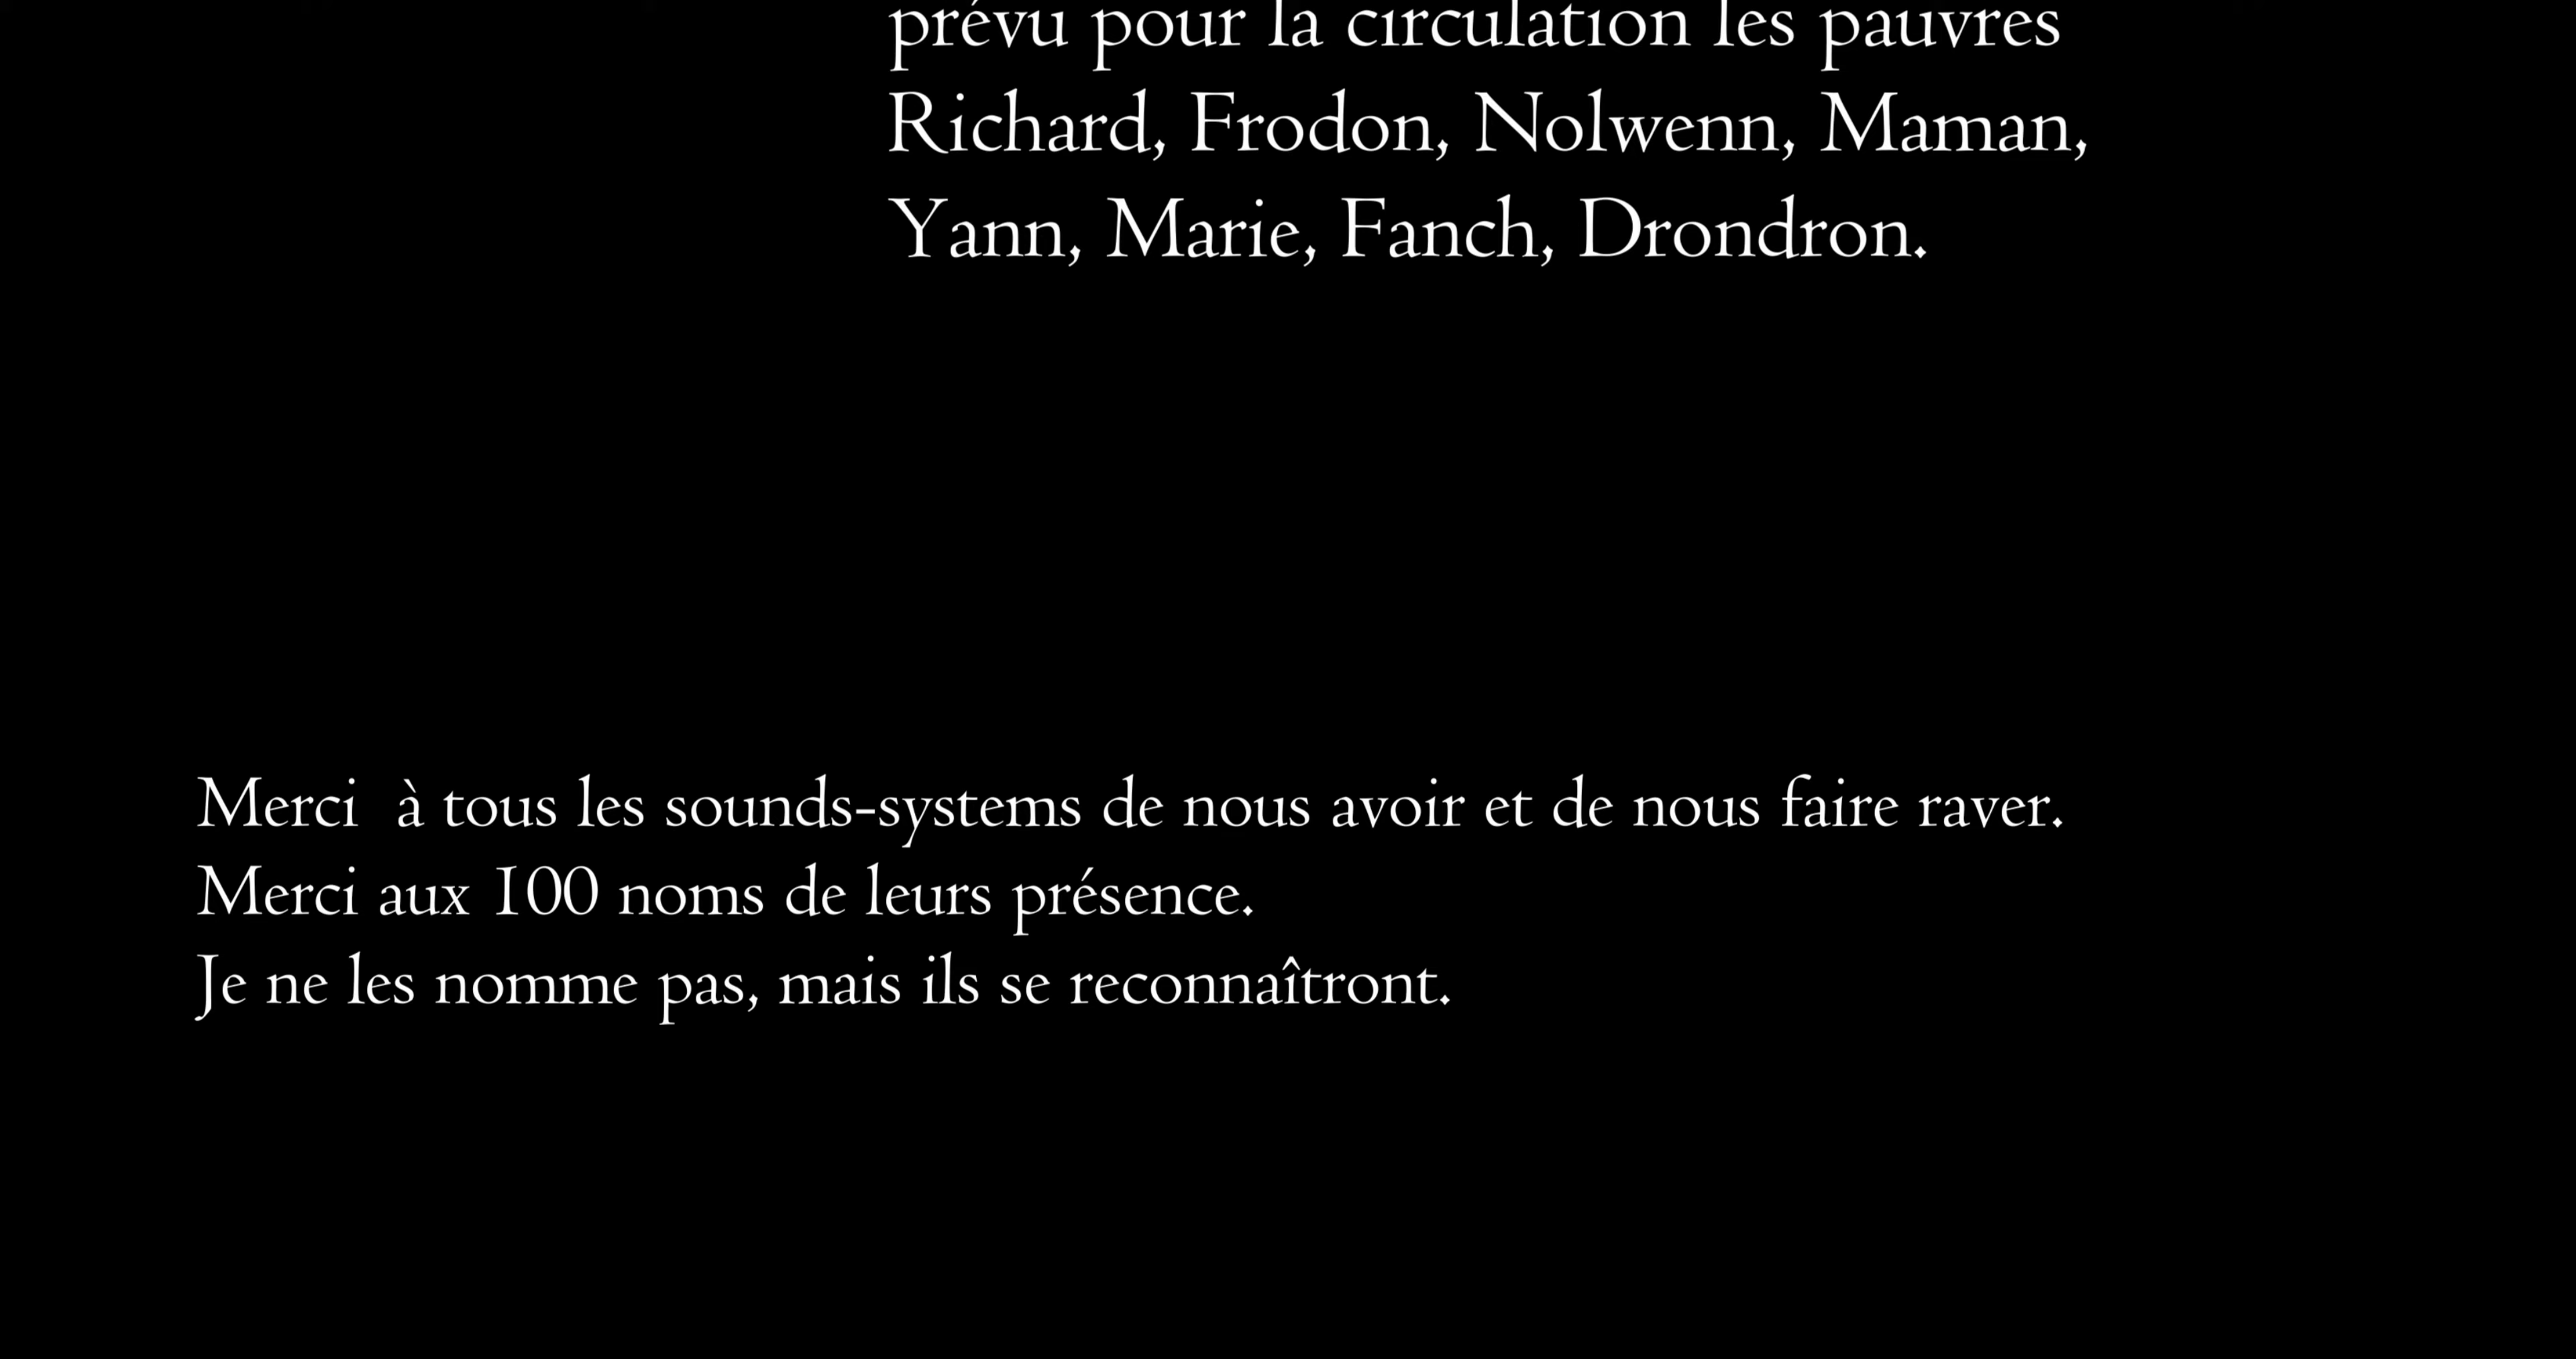 prévu pour la circulation les pauvres
Richard, Frodon, Nolwenn, Maman,
Yann, Marie, Fanch, Drondron.
Merci  à tous les sounds-systems de nous avoir et de nous faire raver.
Merci aux 100 noms de leurs présence.
Je ne les nomme pas, mais ils se reconnaîtront.